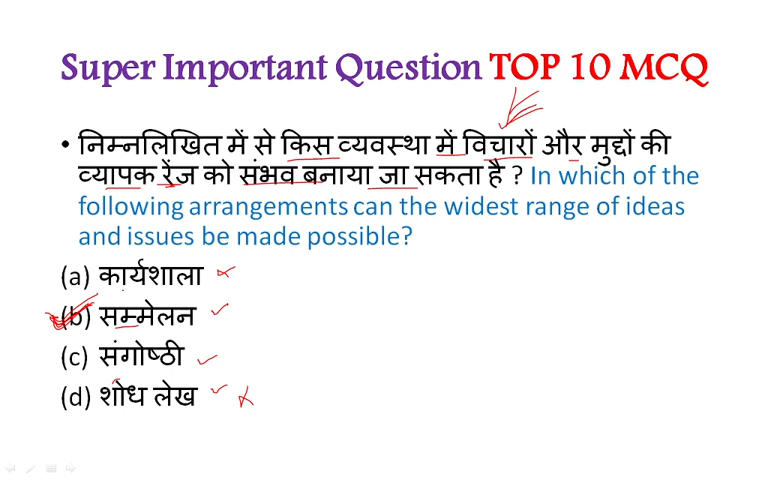 Super Important Question TOP 10 MCQ
• निम्नलिखित में से किस व्यवस्था में विचारों और मुद्दों की
व्यापक रेंज को संभव बनाया जा सकता है ? In which of the
following arrangements can the widest range of ideas
and issues be made possible?
(a) कार्यशाला
(b) सम्मेलन
(c) संगोष्ठी
(d) शोध लेख